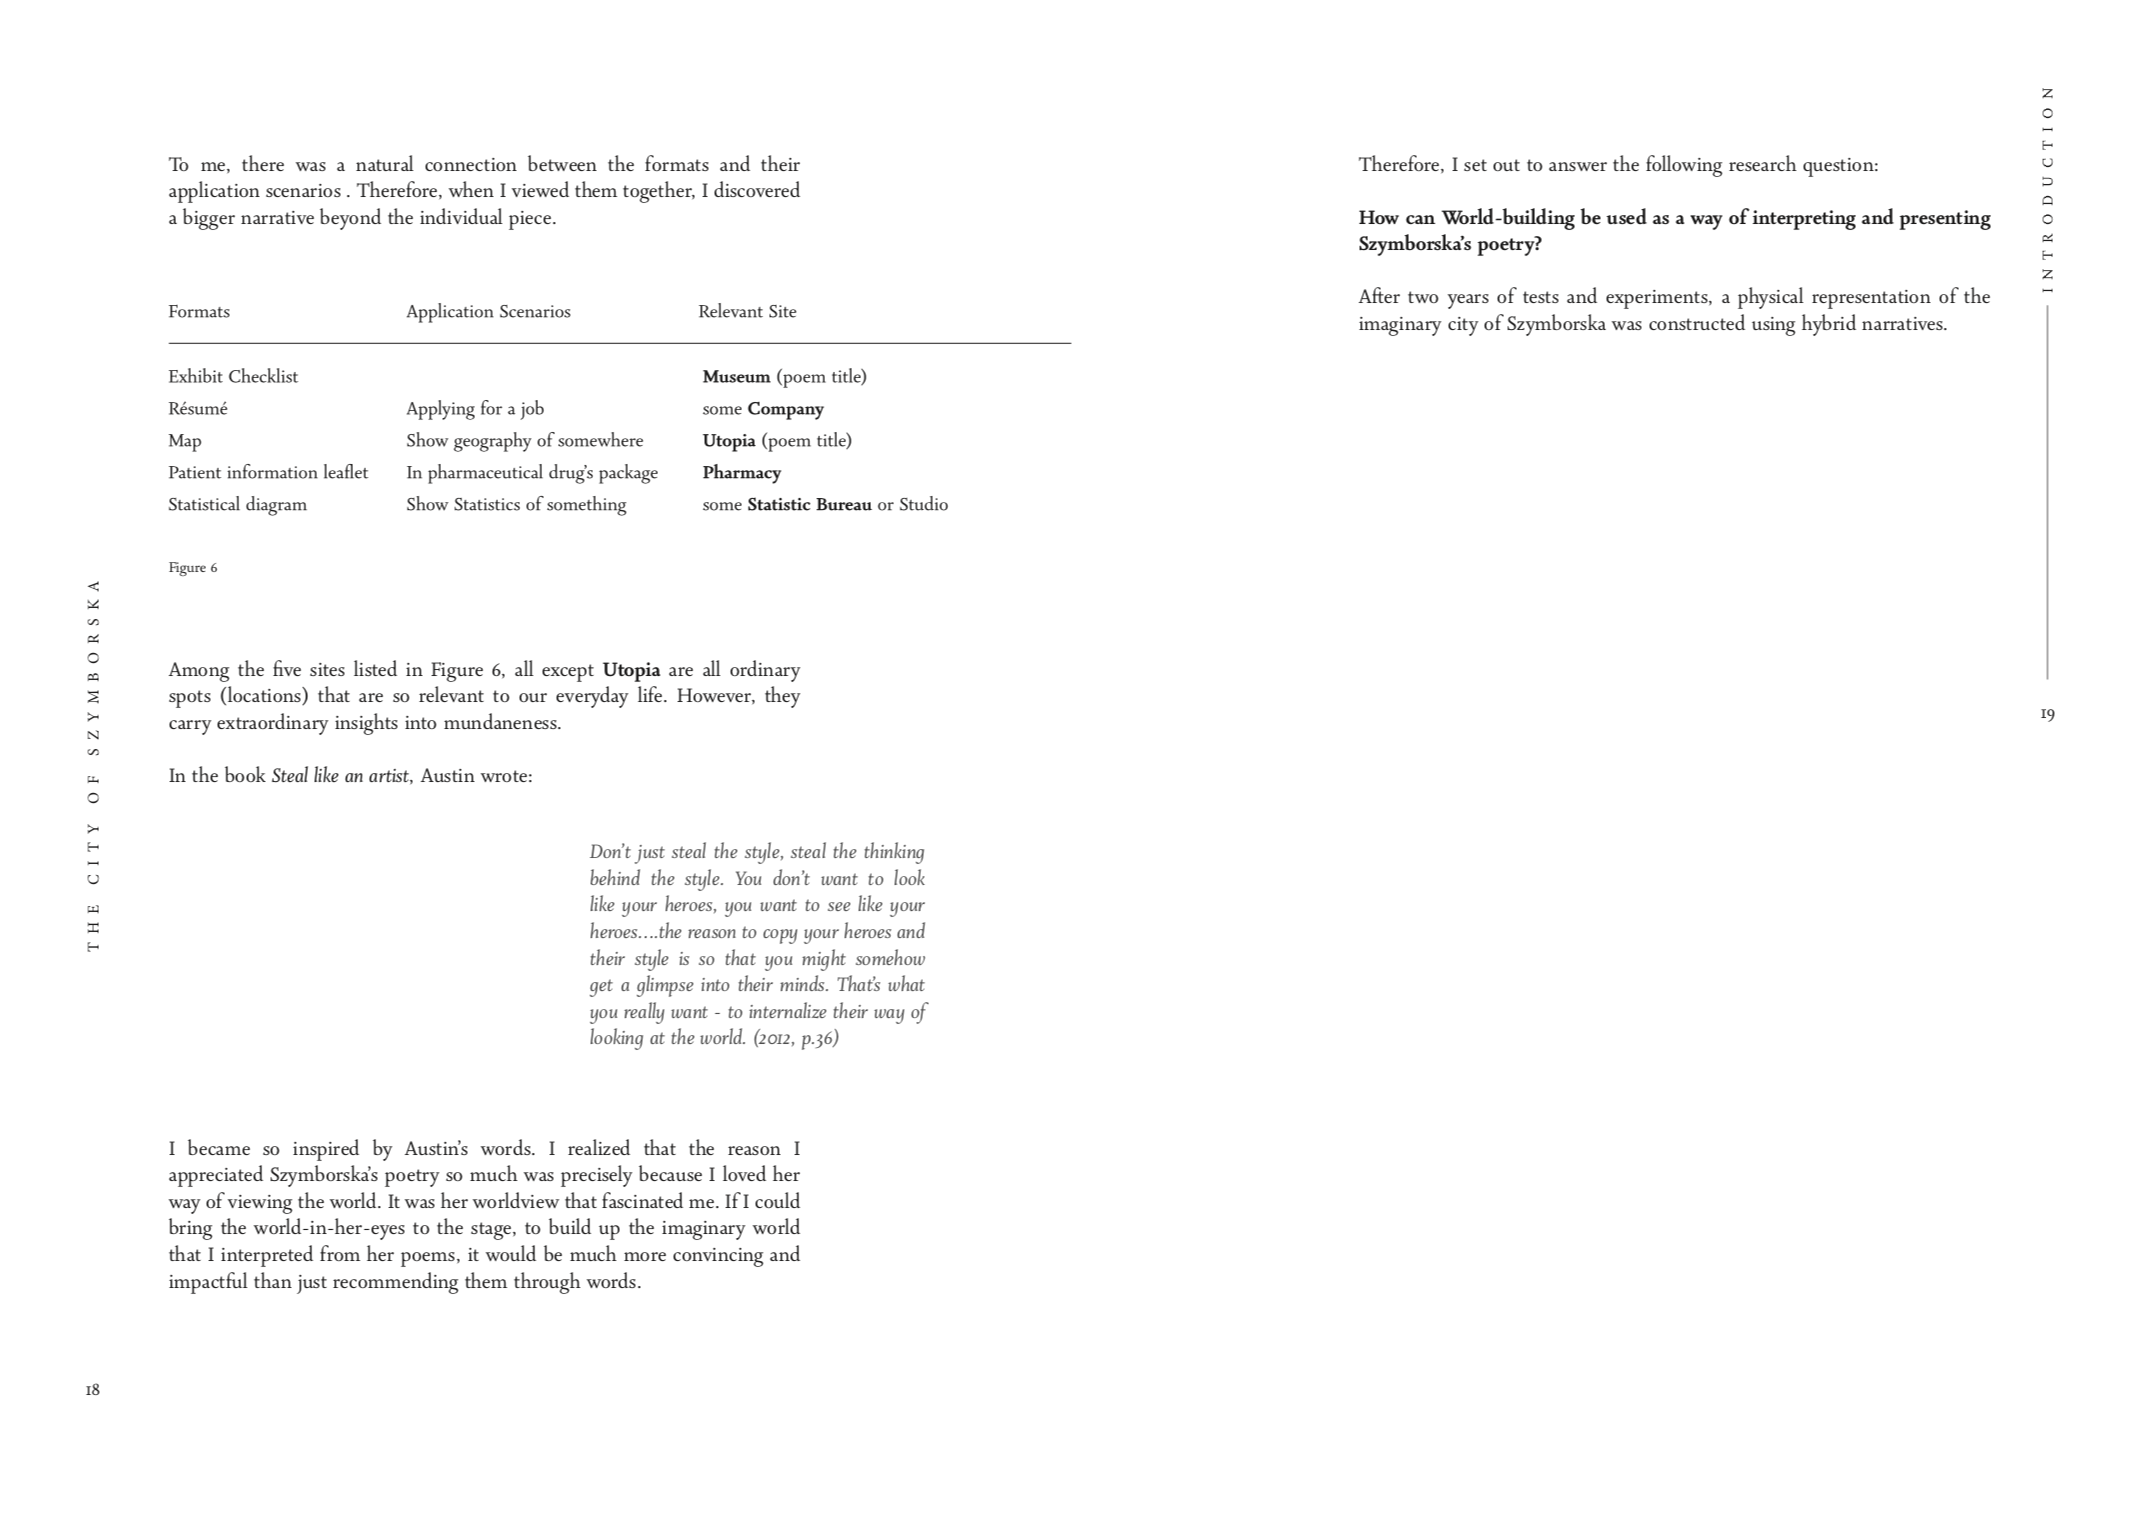 To me, there was a natural connection between the formats and their
application scenarios . Therefore, when I viewed them together, I discovered
a bigger narrative beyond the individual piece.
Formats Application Scenarios Relevant Site
Exhibit Checklist Museum (poem title)
Résumé Applying for a job some Company
Map Show geography of somewhere Utopia (poem title)
Patient information leaflet In pharmaceutical drug's package Pharmacy
Statistical diagram Show Statistics of something some Statistic Bureau or Studio
Figure 6
THE CITY OF SZYMBORSKA
Among the five sites listed in Figure 6, all except Utopia are all ordinary
spots (locations) that are so relevant to our everyday life. However, they
carry extraordinary insights into mundaneness.
In the book Steal like an artist, Austin wrote:
Don't just steal the style, steal the thinking
behind the style. You don't want to look
like your heroes, you want to see like your
heroes....the reason to copy your heroes and
their style is so that you might somehow
get a glimpse into their minds. That's what
you really want - to internalize their way of
looking at the world. (2012, p.36)
I became so inspired by Austin's words. I realized that the reason I
appreciated Szymborska's poetry so much was precisely because I loved her
way of viewing the world. It was her worldview that fascinated me. If I could
bring the world-in-her-eyes to the stage, to build up the imaginary world
that I interpreted from her poems, it would be much more convincing and
impactful than just recommending them through words.
18
Therefore, I set out to answer the following research question:
How can World-building be used as a way of interpreting and presenting
Szymborska's poetry?
After two years of tests and experiments, a physical representation of the
imaginary city of Szymborska was constructed using hybrid narratives.
INTRODUCTION
19